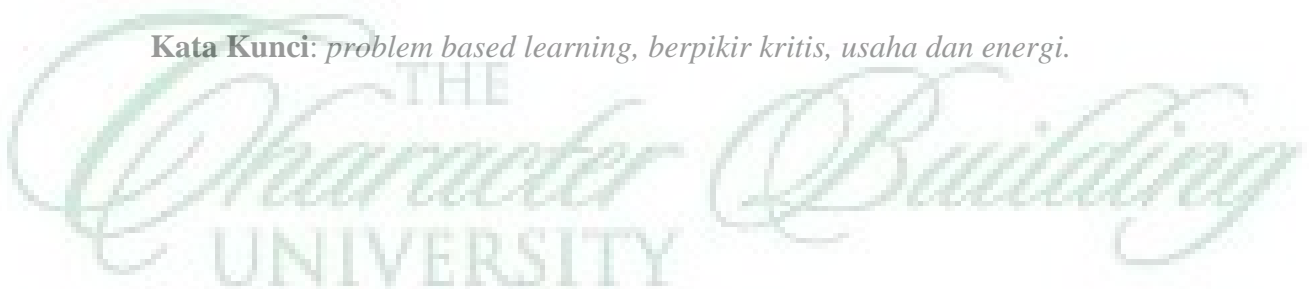 Kata Kunci: problem based learning, berpikir kritis, usaha dan energi.
THE
Character Building
UNIVERSITY